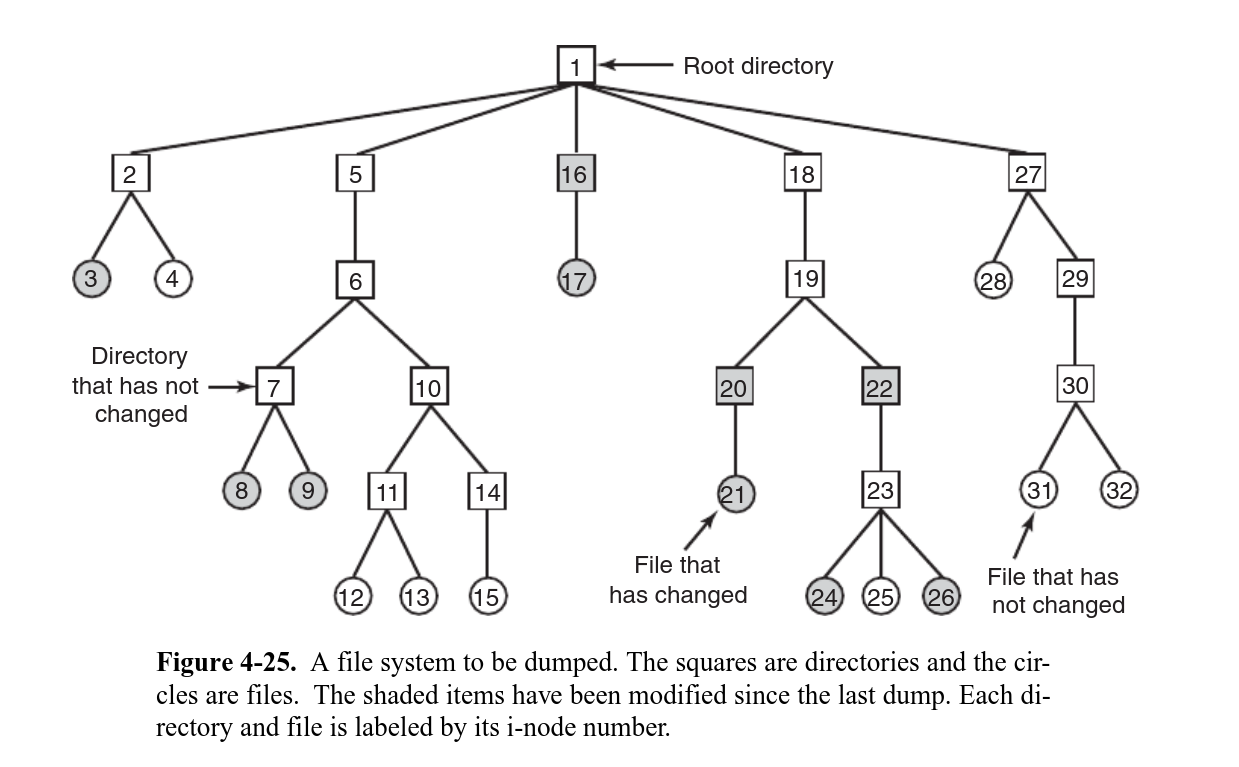 1
Root directory
2
5
16
18
27
3
4
6
17
19
28
29
Directory
that has not
changed
7
10
20
22
30
8
9
11
14
21
23
31
32
File that
has changed
12
13
15
24
25
26
File that has
not changed
Figure 4-25. A file system to be dumped. The squares are directories and the cir-
cles are files. The shaded items have been modified since the last dump. Each di-
rectory and file is labeled by its i-node number.